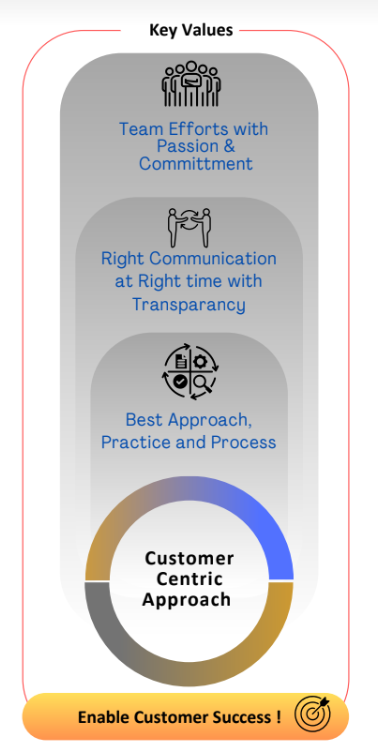 Key Values
Team Efforts with
Passion &
Committment
Right Communication
at Right time with
Transparancy
Best Approach,
Practice and Process
Customer
Centric
Approach
Enable Customer Success !